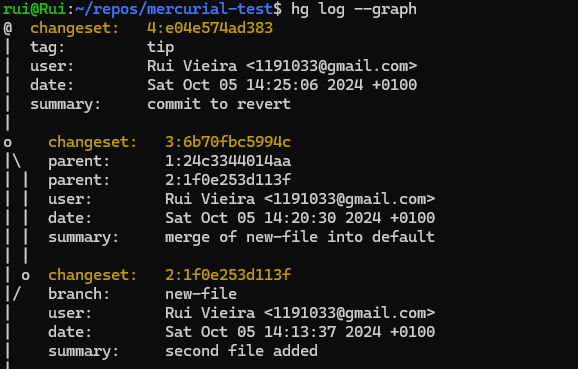 rui@Rui:~/repos/mercurial-test$ hg log --graph
@  changeset:   4:e04e574ad383
|  tag:         tip
|  user:        Rui Vieira <1191033@gmail.com>
|  date:        Sat Oct 05 14:25:06 2024 +0100
|  summary:     commit to revert
|
o    changeset:   3:6b70fbc5994c
|\   parent:      1:24c3344014aa
| |  parent:      2:1f0e253d113f
| |  user:        Rui Vieira <1191033@gmail.com>
| |  date:        Sat Oct 05 14:20:30 2024 +0100
| |  summary:     merge of new-file into default
| |
| o  changeset:   2:1f0e253d113f
|/   branch:      new-file
|    user:        Rui Vieira <1191033@gmail.com>
|    date:        Sat Oct 05 14:13:37 2024 +0100
|    summary:     second file added
|